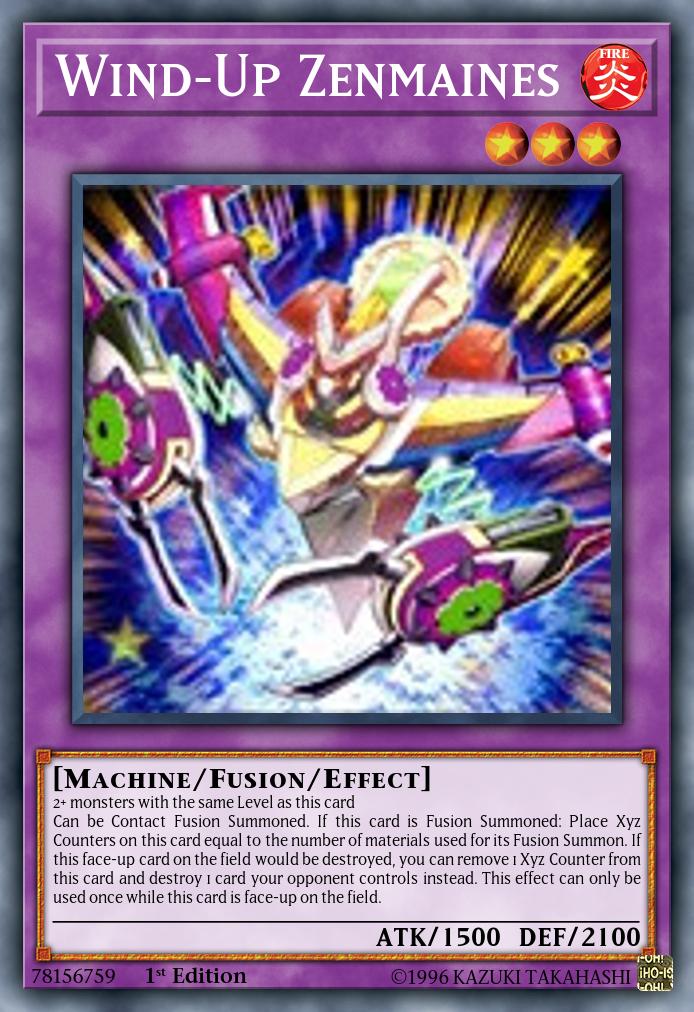 WIND-UP ZENMAINES
FIRE
炎
[MACHINE/FUSION/EFFECT]
2+ monsters with the same Level as this card
Can be Contact Fusion Summoned. If this card is Fusion Summoned: Place Xyz
Counters on this card equal to the number of materials used for its Fusion Summon. If
this face-up card on the field would be destroyed, you can remove 1 Xyz Counter from
this card and destroy 1 card your opponent controls instead. This effect can only be
used once while this card is face-up on the field.
ATK/1500 DEF/2100
78156759 1st Edition ©1996 KAZUKI TAKAHASHI